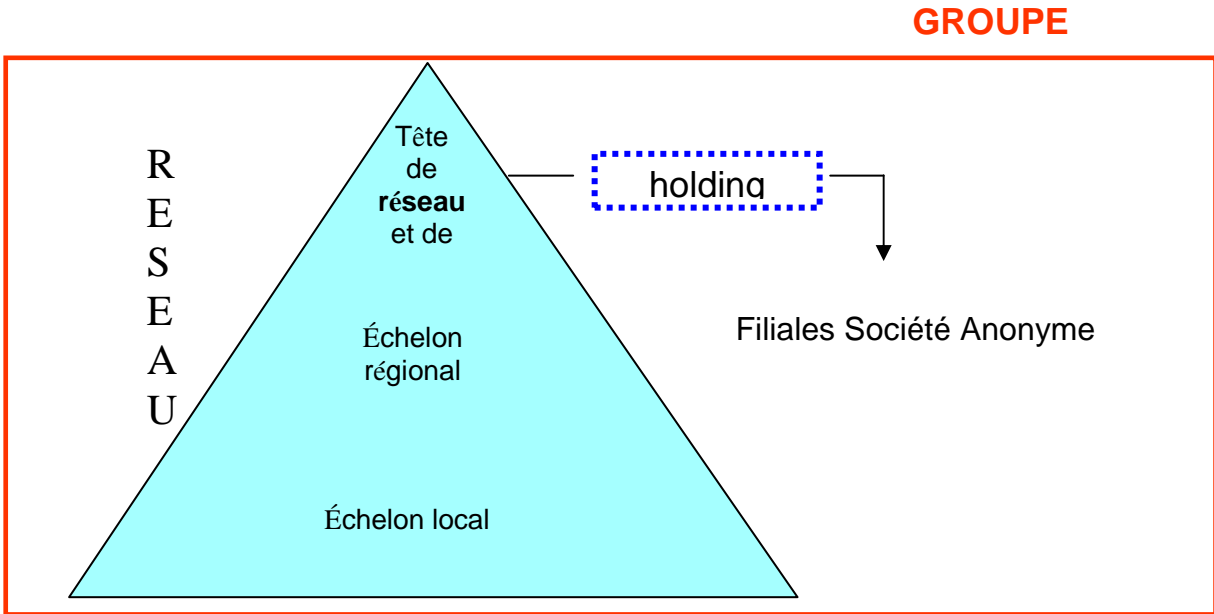 GROUPE
R
E
S
E
A
U
Tête
de
réseau
et de
holding
Échelon
régional
Filiales Société Anonyme
Échelon local